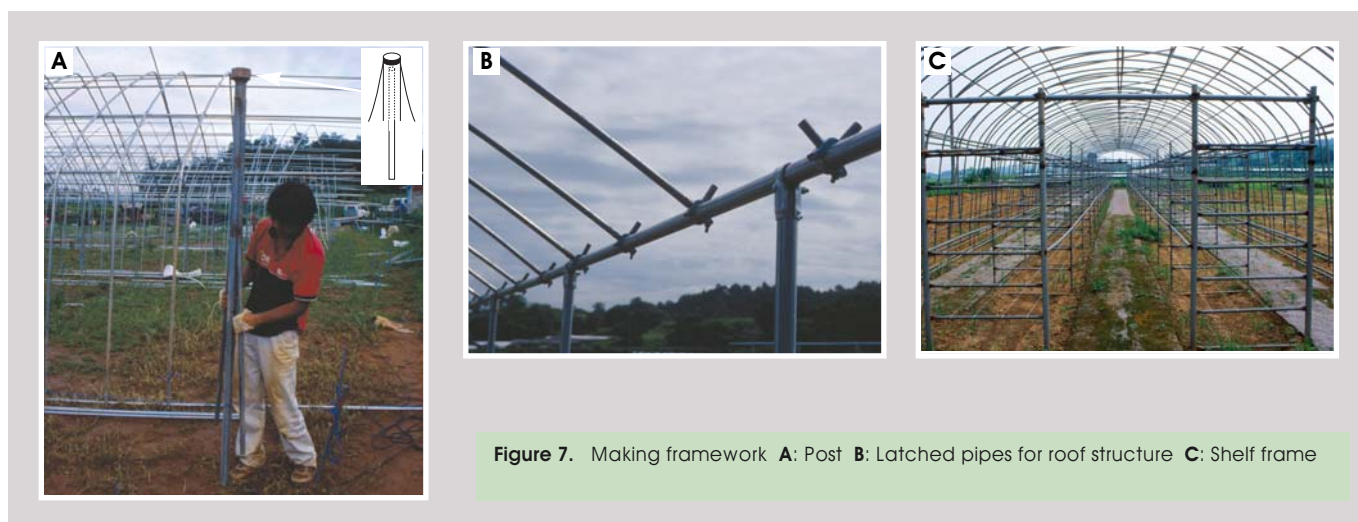 A
B
C
Figure 7. Making framework A: Post B: Latched pipes for roof structure C: Shelf frame